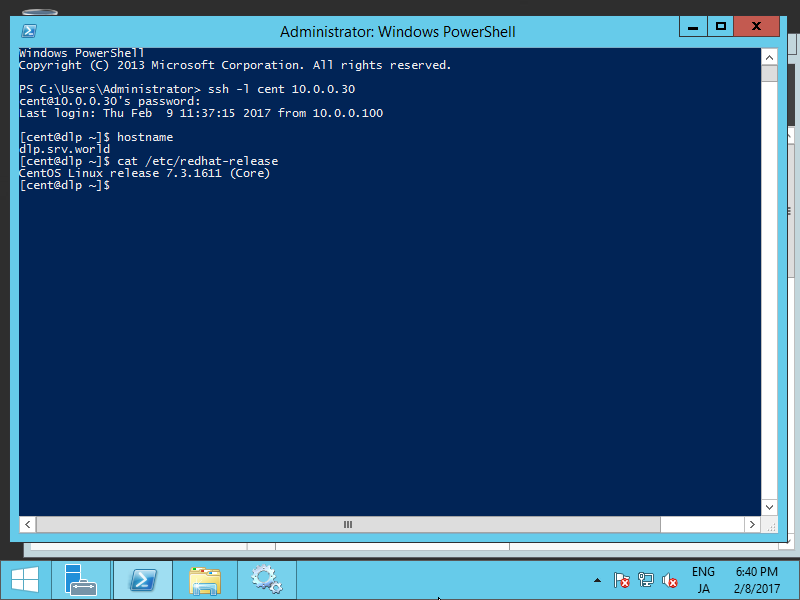 Administrator: Windows PowerShell
Windows PowerShell
Copyright (C) 2013 Microsoft Corporation. All rights reserved.
PS C:\Users\Administrator> ssh -l cent 10.0.0.30
cent@10.0.0.30's password:
Last login: Thu Feb  9 11:37:15 2017 from 10.0.0.100
[cent@dlp ~]$ hostname
dlp.srv.world
[cent@dlp ~]$ cat /etc/redhat-release
CentOS Linux release 7.3.1611 (Core)
[cent@dlp ~]$
ENG
JA
6:40 PM
2/8/2017